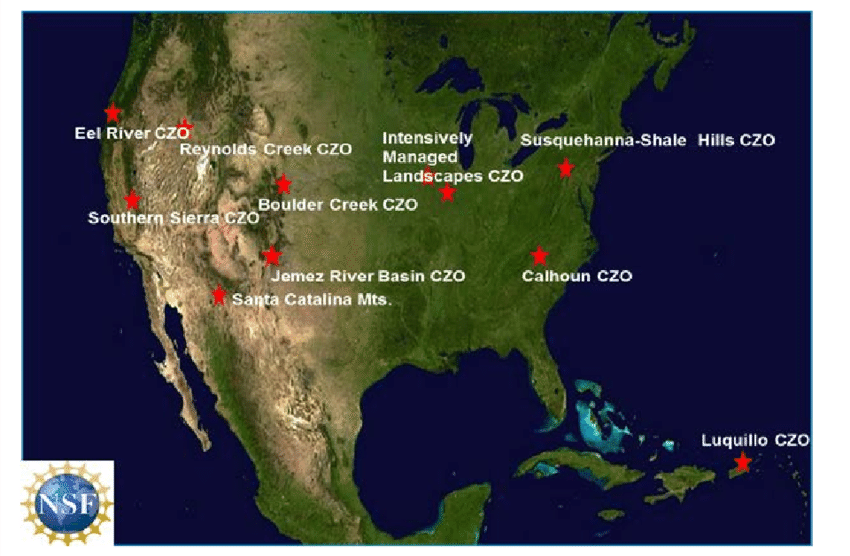 Eel River CZO
Reynolds Creek CZO
Intensively
Managed
Landscapes CZO
Susquehanna-Shale Hills CZO
Southern Sierra CZO
Boulder Creek CZO
Jemez River Basin CZO
Calhoun CZO
Santa Catalina Mts.
Luquillo CZO
NSF